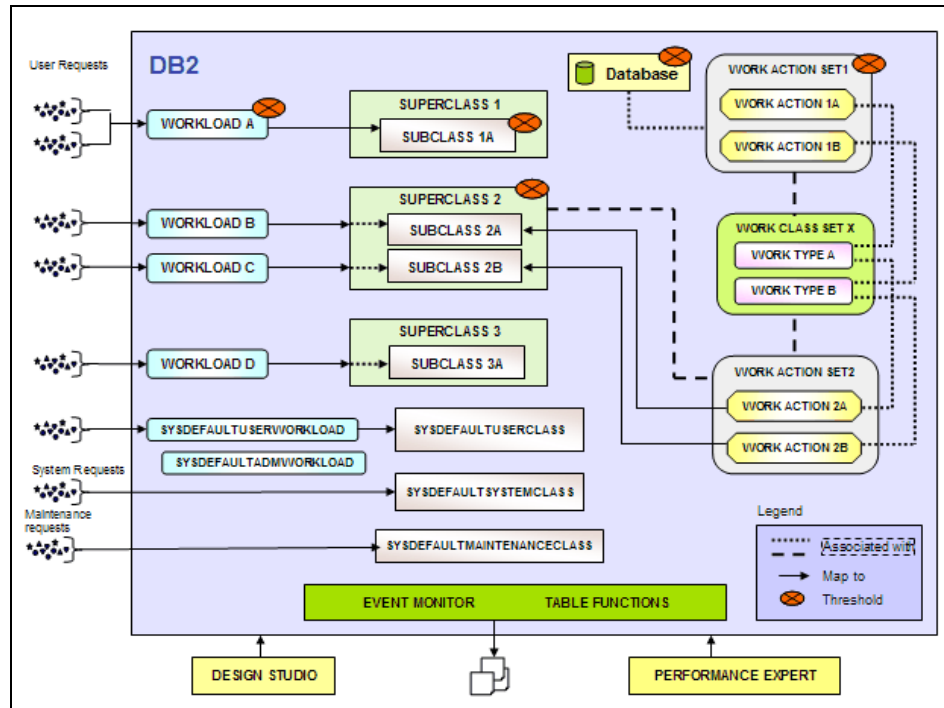 User Requests
DB2
Database
WORK ACTION SET1
WORK ACTION 1A
WORK ACTION 1B
WORKLOAD A
SUPERCLASS 1
SUBCLASS 1A
WORKLOAD B
SUPERCLASS 2
SUBCLASS 2A
WORKLOAD C
SUBCLASS 2B
WORK CLASS SET X
WORK TYPE A
WORK TYPE B
WORKLOAD D
SUPERCLASS 3
SUBCLASS 3A
WORK ACTION SET2
WORK ACTION 2A
WORK ACTION 2B
SYSDEFAULTUSERWORKLOAD
SYSDEFAULTUSERCLASS
SYSDEFAULTADMWORKLOAD
System Requests
SYSDEFAULTSYSTEMCLASS
Maintenance
requests
SYSDEFAULTMAINTENANCECLASS
Legend
Associated with
Map to
Threshold
EVENT MONITOR
TABLE FUNCTIONS
DESIGN STUDIO
PERFORMANCE EXPERT